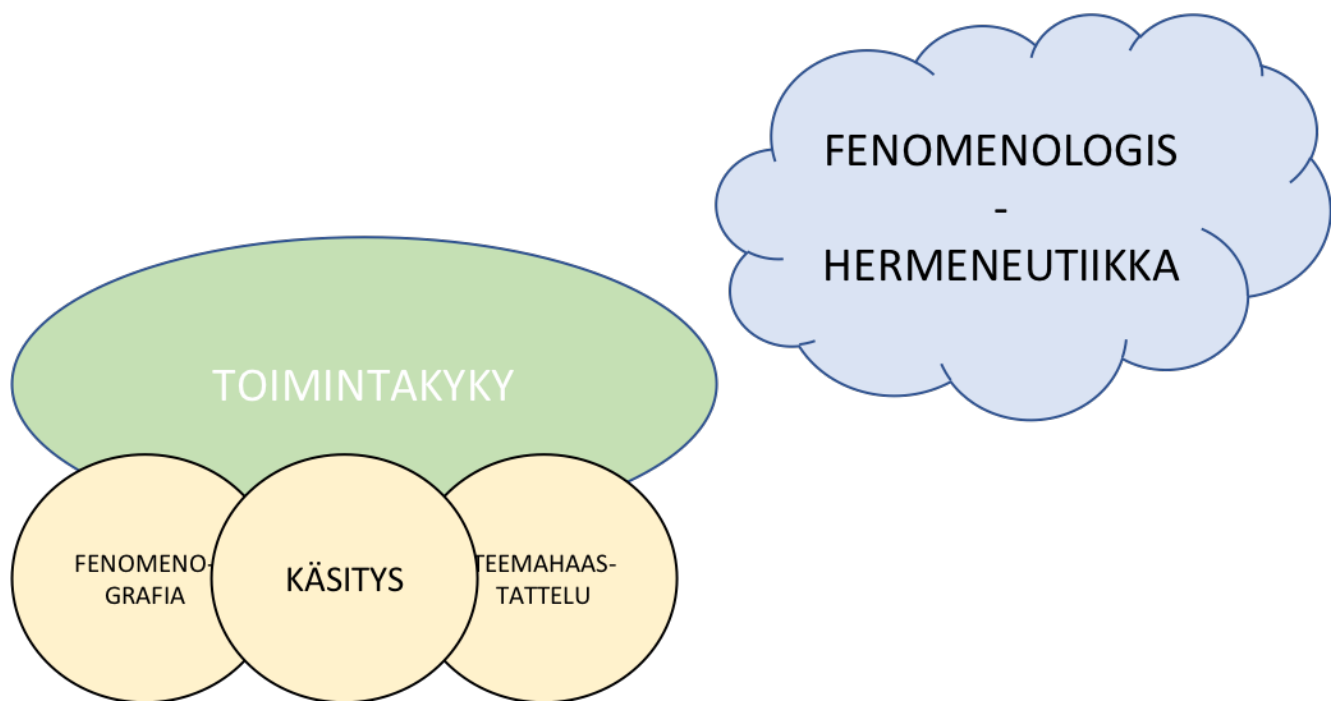 FENOMENOLOGIS
-
HERMENEUTIIKKA
TOIMINTAKYKY
FENOMENO-
GRAFIA
KÄSITYS
TEEMAHAAS-
TATTELU